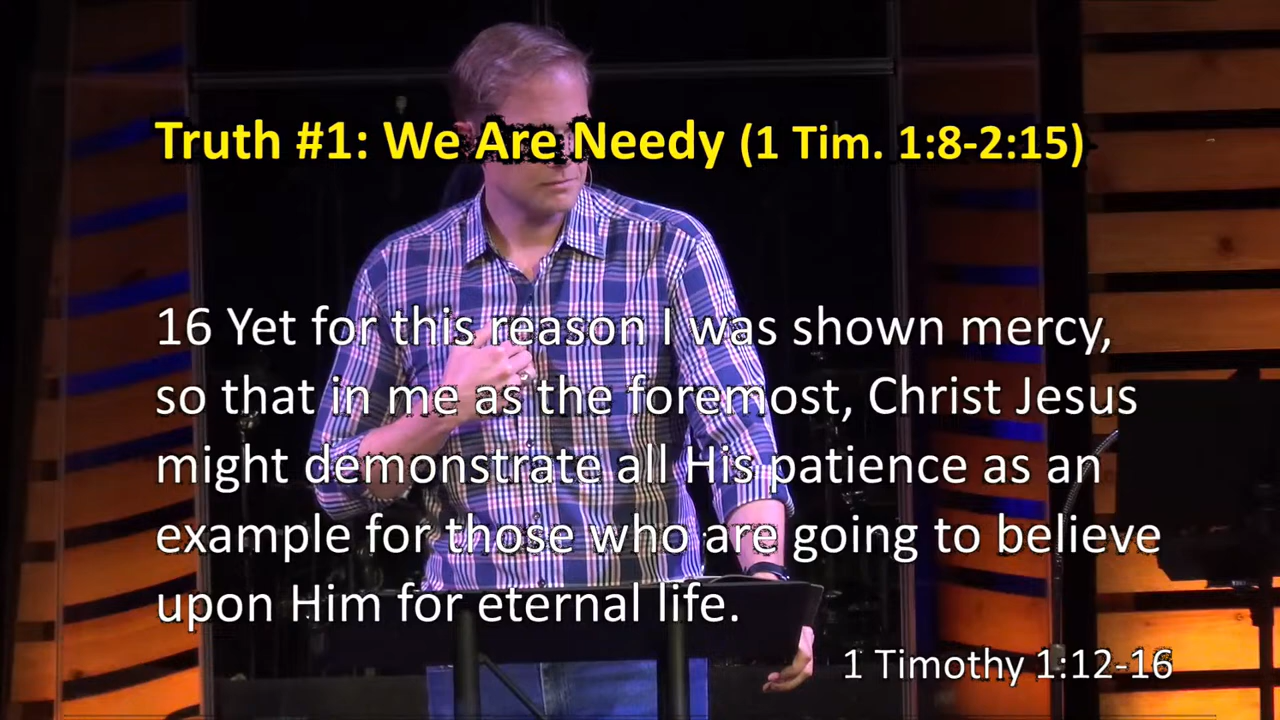 Truth #1: We Are Needy (1 Tim. 1:8-2:15)
16 Yet for this reason I was shown mercy,
so that in me as the foremost, Christ Jesus
might demonstrate all His patience as an
example for those who are going to believe
upon Him for eternal life.
1 Timothy 1:12-16